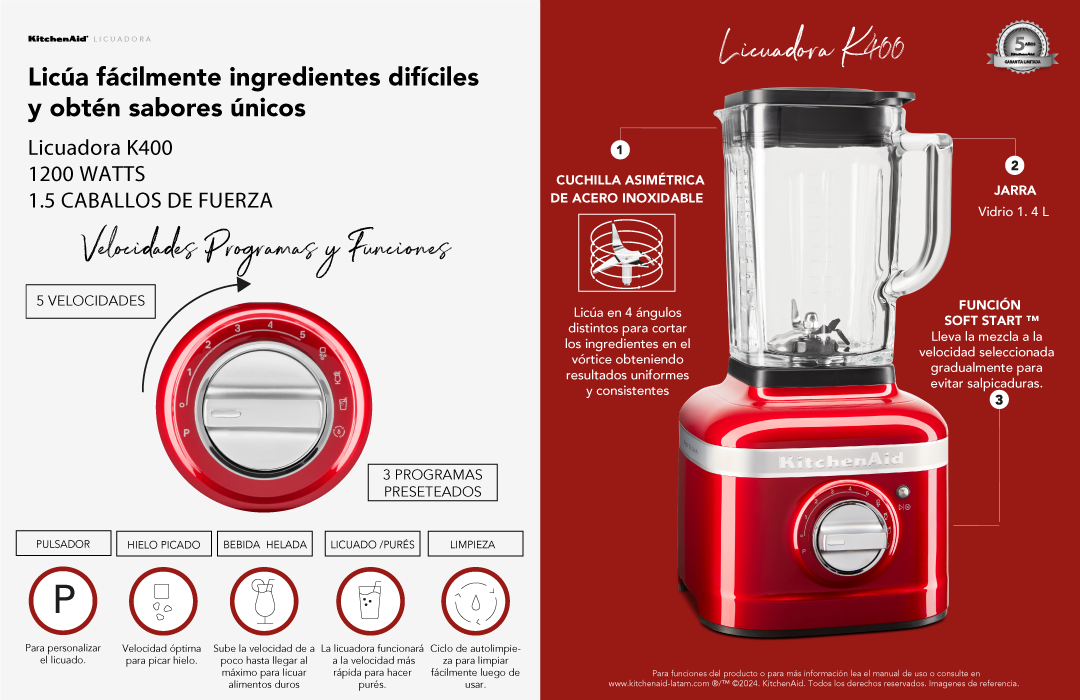 KitchenAid® LICUADORA
Licúa fácilmente ingredientes difíciles
y obtén sabores únicos
Licuadora K400
1200 WATTS
1.5 CABALLOS DE FUERZA
Velocidades Programas y Funciones
5 VELOCIDADES
P
0
1
2
3
4
5
3 PROGRAMAS
PRESETEADOS
PULSADOR
HIELO PICADO
BEBIDA HELADA
LICUADO /PURÉS
LIMPIEZA
P
Para personalizar
el licuado.
Velocidad óptima
para picar hielo.
Sube la velocidad de a
poco hasta llegar al
máximo para licuar
alimentos duros
La licuadora funcionará
a la velocidad más
rápida para hacer
purés.
Ciclo de autolimpie-
za para limpiar
fácilmente luego de
usar.
Licuadora K400
5 AÑOS
KitchenAid
GARANTÍA LIMITADA
1
CUCHILLA ASIMÉTRICA
DE ACERO INOXIDABLE
Licúa en 4 ángulos
distintos para cortar
los ingredientes en el
vórtice obteniendo
resultados uniformes
y consistentes
2
JARRA
Vidrio 1. 4 L
FUNCIÓN
SOFT START ™
Lleva la mezcla a la
velocidad seleccionada
gradualmente para
evitar salpicaduras.
3
KitchenAid
Para funciones del producto o para más información lea el manual de uso o consulte en
www.kitchenaid-latam.com ®/™ ©2024. KitchenAid. Todos los derechos reservados. Imagenes de referencia.